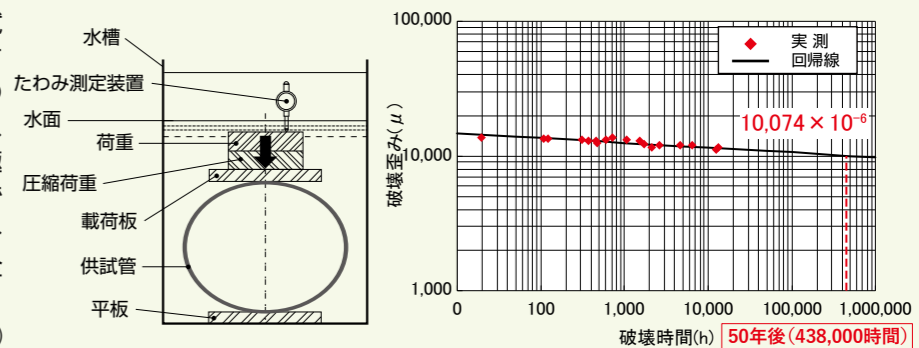 水槽
たわみ測定装置
水面
荷重
圧縮荷重
載荷板
供試管
平板
破壊歪み(μ)
100,000
10,000
1,000
0
100
1,000
10,000
100,000
1,000,000
実 測
回帰線
10,074×10⁻⁶
破壊時間(h)
50年後(438,000時間)